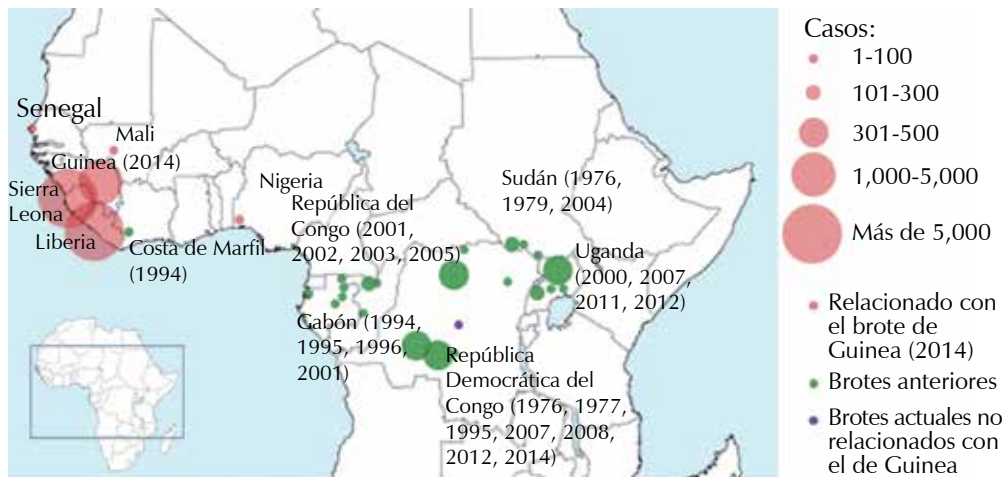 Senegal
Mali
Guinea (2014)
Sierra
Leona
Liberia
Costa de Marfil
(1994)
Nigeria
República del
Congo (2001,
2002, 2003, 2005)
Gabón (1994,
1995, 1996,
2001)
Sudán (1976,
1979, 2004)
Uganda
(2000, 2007,
2011, 2012)
República
Democrática del
Congo (1976, 1977,
1995, 2007, 2008,
2012, 2014)
Casos:
1-100
101-300
301-500
1,000-5,000
Más de 5,000
Relacionado con
el brote de
Guinea (2014)
Brotes anteriores
Brotes actuales no
relacionados con
el de Guinea